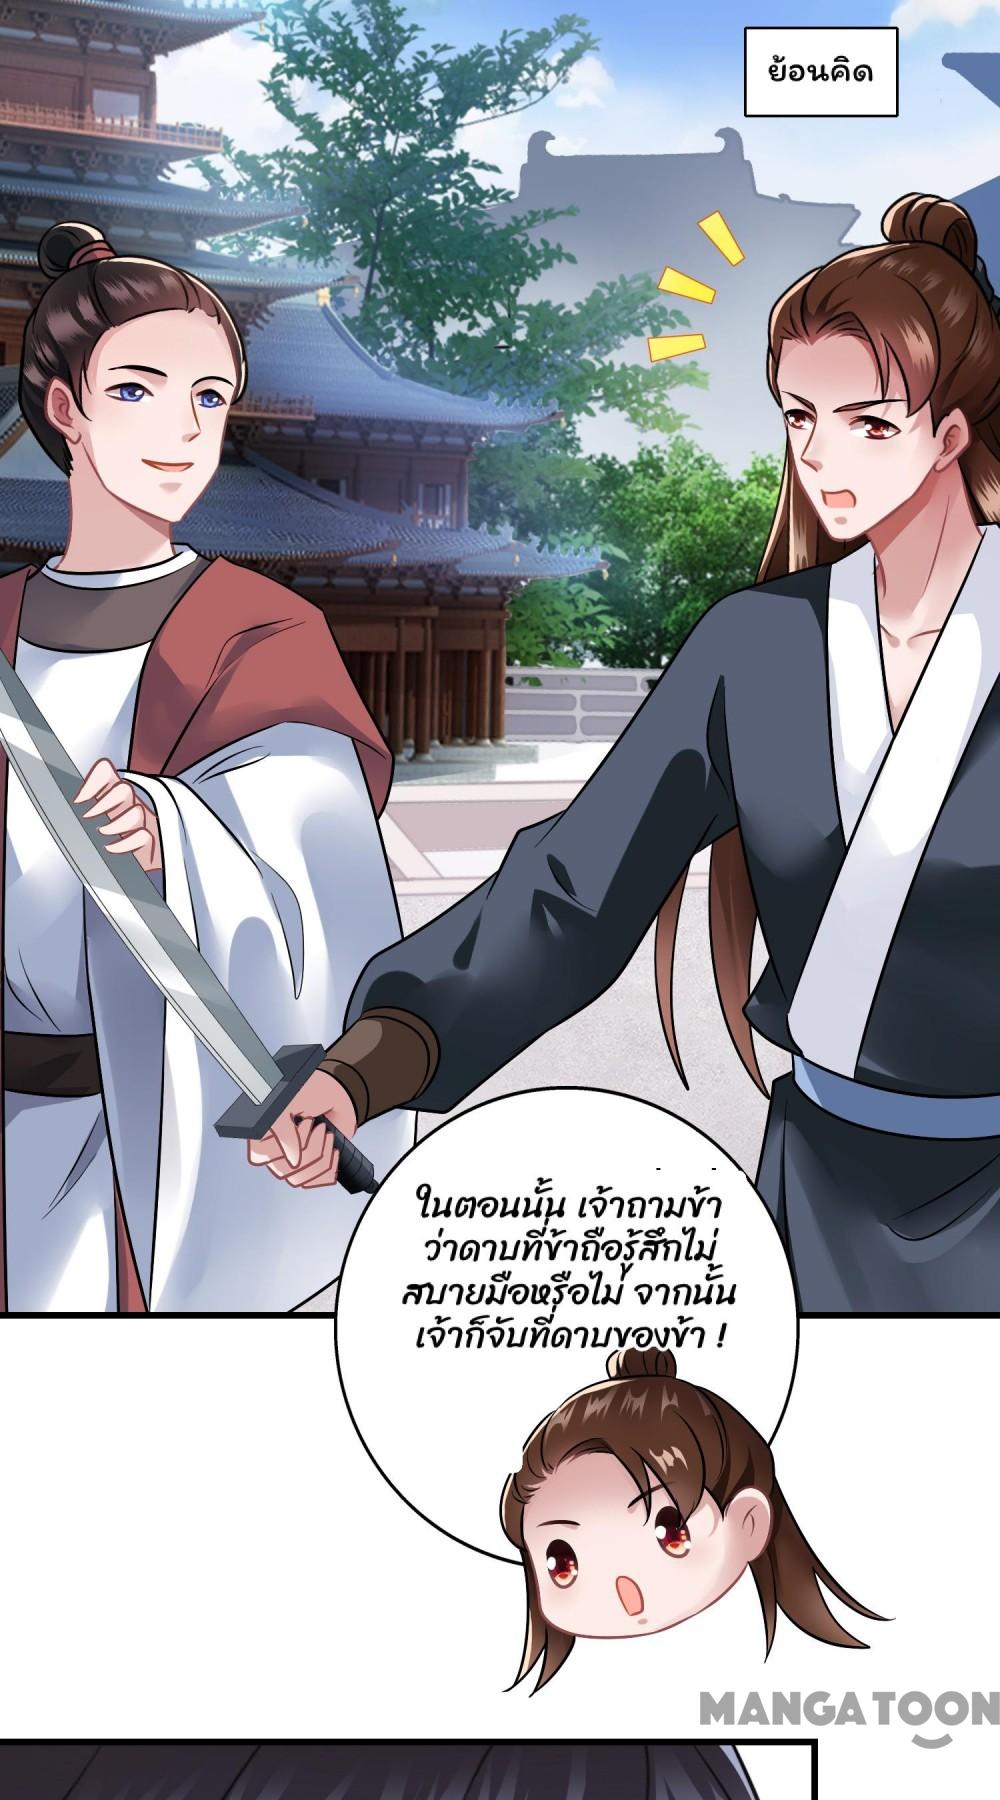 ย้อนคิด
ในตอนนั้น เจ้าถามข้า
ว่าดาบที่ข้าถือรู้สึกไม่
สบายมือหรือไม่ จากนั้น
เจ้าก็จับที่ดาบของข้า !
MANGATOON